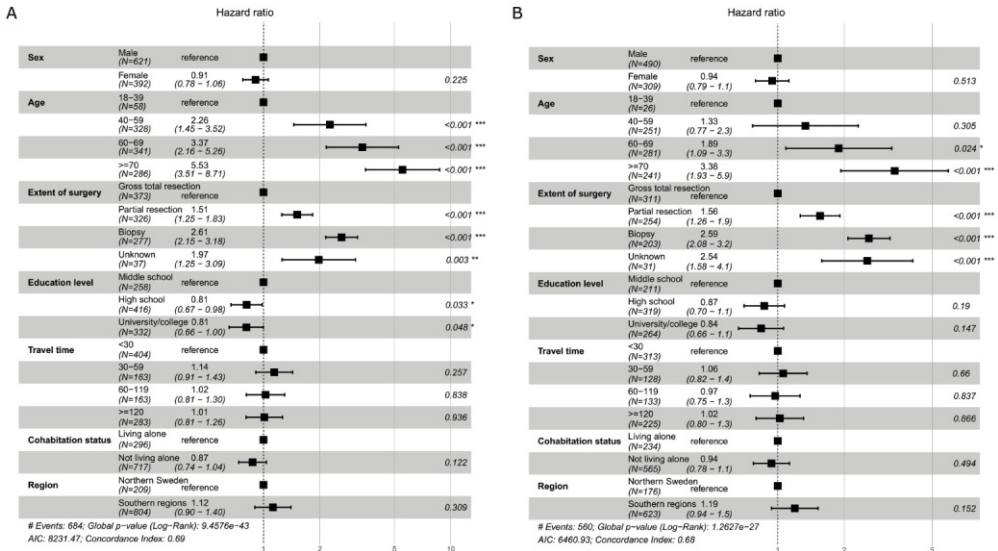 A
Hazard ratio
Sex Male reference
(N=621)
Female 0.91 0.225
(N=392) (0.78 − 1.06)
Age 18−39 reference
(N=58)
40−59 2.26 <0.001 ***
(N=328) (1.45 − 3.52)
60−69 3.37 <0.001 ***
(N=341) (2.16 − 5.26)
>=70 5.53 <0.001 ***
(N=286) (3.51 − 8.71)
Extent of surgery Gross total resection reference
(N=373)
Partial resection 1.51 <0.001 ***
(N=326) (1.25 − 1.83)
Biopsy 2.61 <0.001 ***
(N=277) (2.15 − 3.18)
Unknown 1.97 0.003 **
(N=37) (1.25 − 3.09)
Education level Middle school reference
(N=258)
High school 0.81 0.033 *
(N=416) (0.67 − 0.98)
University/college 0.81 0.048 *
(N=332) (0.66 − 1.00)
Travel time <30 reference
(N=404)
30−59 1.14 0.257
(N=163) (0.91 − 1.43)
60−119 1.02 0.838
(N=163) (0.81 − 1.30)
>=120 1.01 0.936
(N=283) (0.81 − 1.26)
Cohabitation status Living alone reference
(N=296)
Not living alone 0.87 0.122
(N=717) (0.74 − 1.04)
Region Northern Sweden reference
(N=209)
Southern regions 1.12 0.309
(N=804) (0.90 − 1.40)
# Events: 684; Global p−value (Log−Rank): 9.4576e−43
AIC: 8231.47; Concordance Index: 0.69
1 2 5 10
B
Hazard ratio
Sex Male reference
(N=490)
Female 0.94 0.513
(N=309) (0.79 − 1.1)
Age 18−39 reference
(N=26)
40−59 1.33 0.305
(N=251) (0.77 − 2.3)
60−69 1.89 0.024 *
(N=281) (1.09 − 3.3)
>=70 3.38 <0.001 ***
(N=241) (1.93 − 5.9)
Extent of surgery Gross total resection reference
(N=311)
Partial resection 1.56 <0.001 ***
(N=254) (1.26 − 1.9)
Biopsy 2.59 <0.001 ***
(N=203) (2.08 − 3.2)
Unknown 2.54 <0.001 ***
(N=31) (1.58 − 4.1)
Education level Middle school reference
(N=211)
High school 0.87 0.19
(N=319) (0.70 − 1.1)
University/college 0.84 0.147
(N=264) (0.66 − 1.1)
Travel time <30 reference
(N=313)
30−59 1.06 0.66
(N=128) (0.82 − 1.4)
60−119 0.97 0.837
(N=133) (0.75 − 1.3)
>=120 1.02 0.866
(N=225) (0.80 − 1.3)
Cohabitation status Living alone reference
(N=234)
Not living alone 0.94 0.494
(N=565) (0.78 − 1.1)
Region Northern Sweden reference
(N=176)
Southern regions 1.19 0.152
(N=623) (0.94 − 1.5)
# Events: 560; Global p−value (Log−Rank): 1.2627e−27
AIC: 6460.93; Concordance Index: 0.68
1 2 5